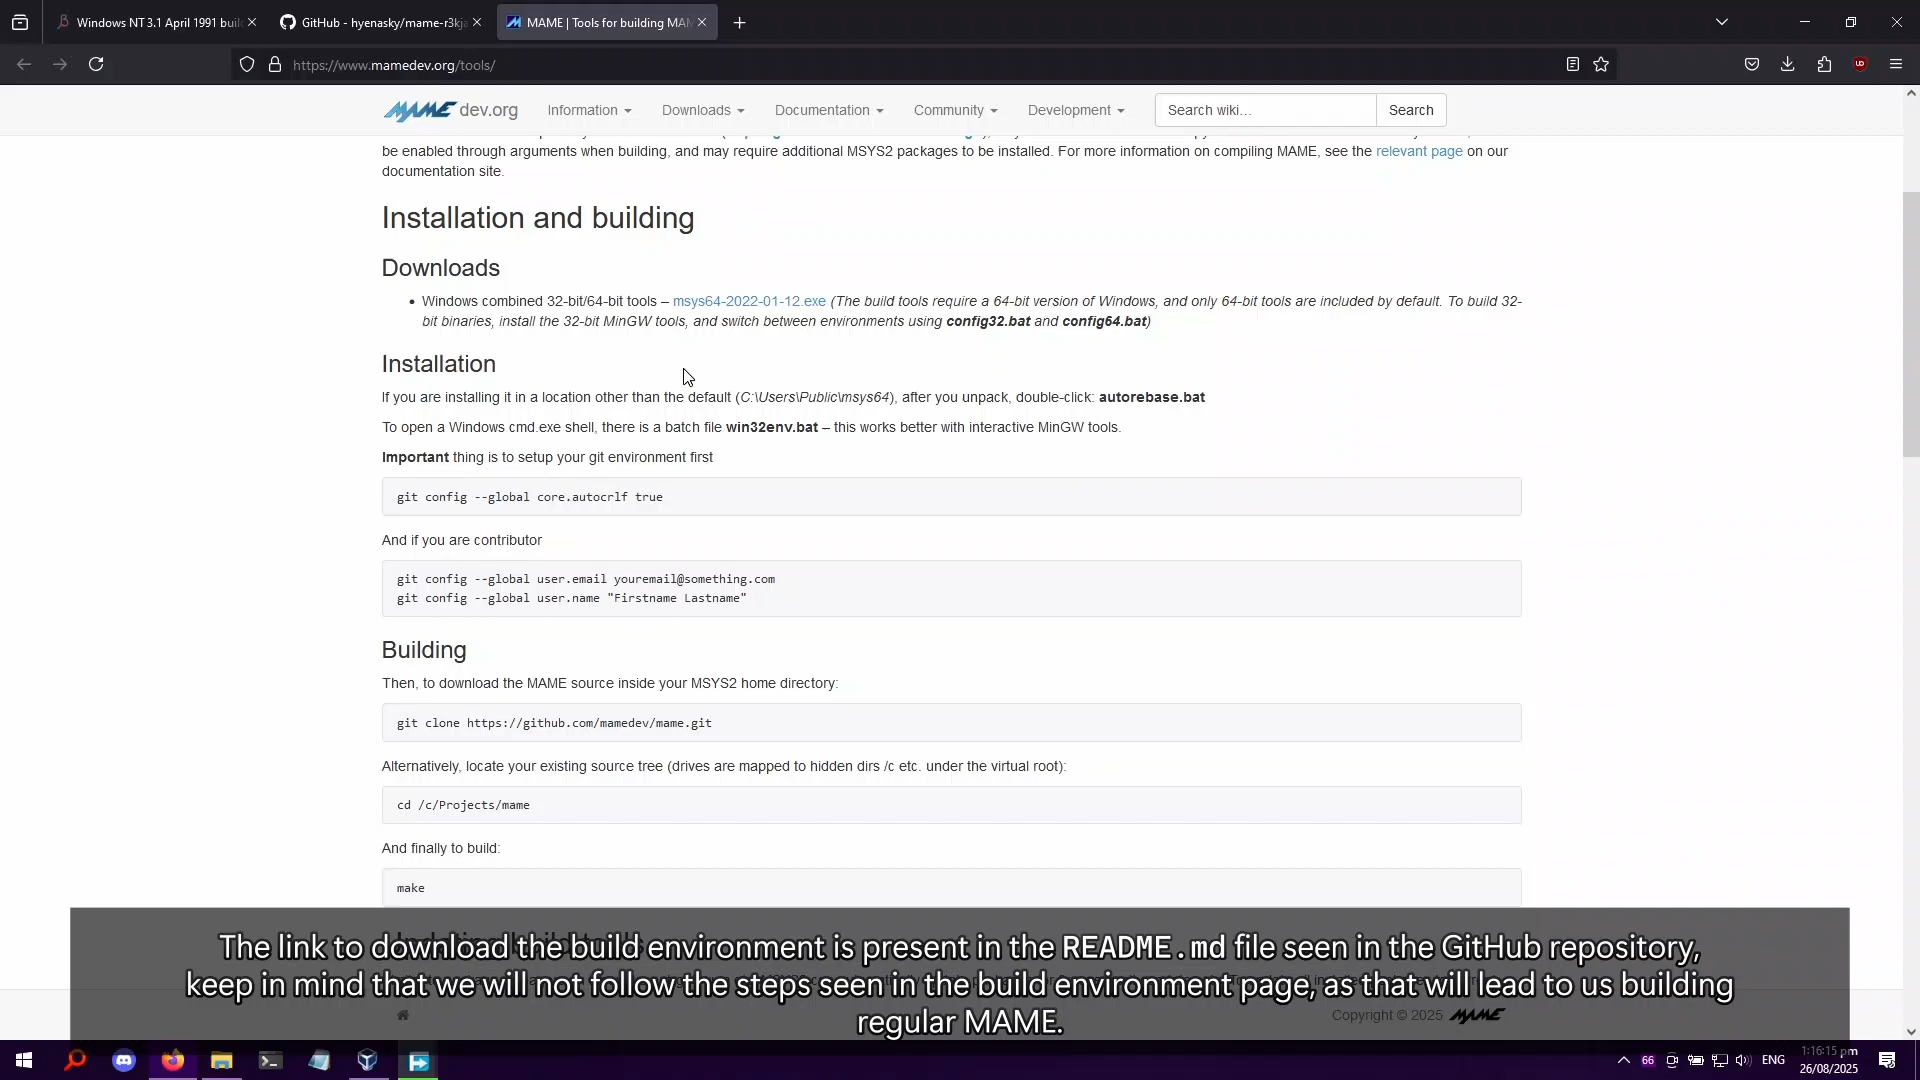 Windows NT 3.1 April 1991 buil
GitHub - hyenasky/mame-r3kja
MAME | Tools for building MAM
https://www.mamedev.org/tools/
MAME dev.org
Information
Downloads
Documentation
Community
Development
Search wiki...
Search
be enabled through arguments when building, and may require additional MSYS2 packages to be installed. For more information on compiling MAME, see the relevant page on our
documentation site.
Installation and building
Downloads
• Windows combined 32-bit/64-bit tools – msys64-2022-01-12.exe (The build tools require a 64-bit version of Windows, and only 64-bit tools are included by default. To build 32-
bit binaries, install the 32-bit MinGW tools, and switch between environments using config32.bat and config64.bat)
Installation
If you are installing it in a location other than the default (C:\Users\Public\msys64), after you unpack, double-click: autorebase.bat
To open a Windows cmd.exe shell, there is a batch file win32env.bat – this works better with interactive MinGW tools.
Important thing is to setup your git environment first
git config --global core.autocrlf true
And if you are contributor
git config --global user.email youremail@something.com
git config --global user.name "Firstname Lastname"
Building
Then, to download the MAME source inside your MSYS2 home directory:
git clone https://github.com/mamedev/mame.git
Alternatively, locate your existing source tree (drives are mapped to hidden dirs /c etc. under the virtual root):
cd /c/Projects/mame
And finally to build:
make
The link to download the build environment is present in the README.md file seen in the GitHub repository,
keep in mind that we will not follow the steps seen in the build environment page, as that will lead to us building
regular MAME.
Copyright © 2025 MAME
66
ENG
1:16:15 pm
26/08/2025